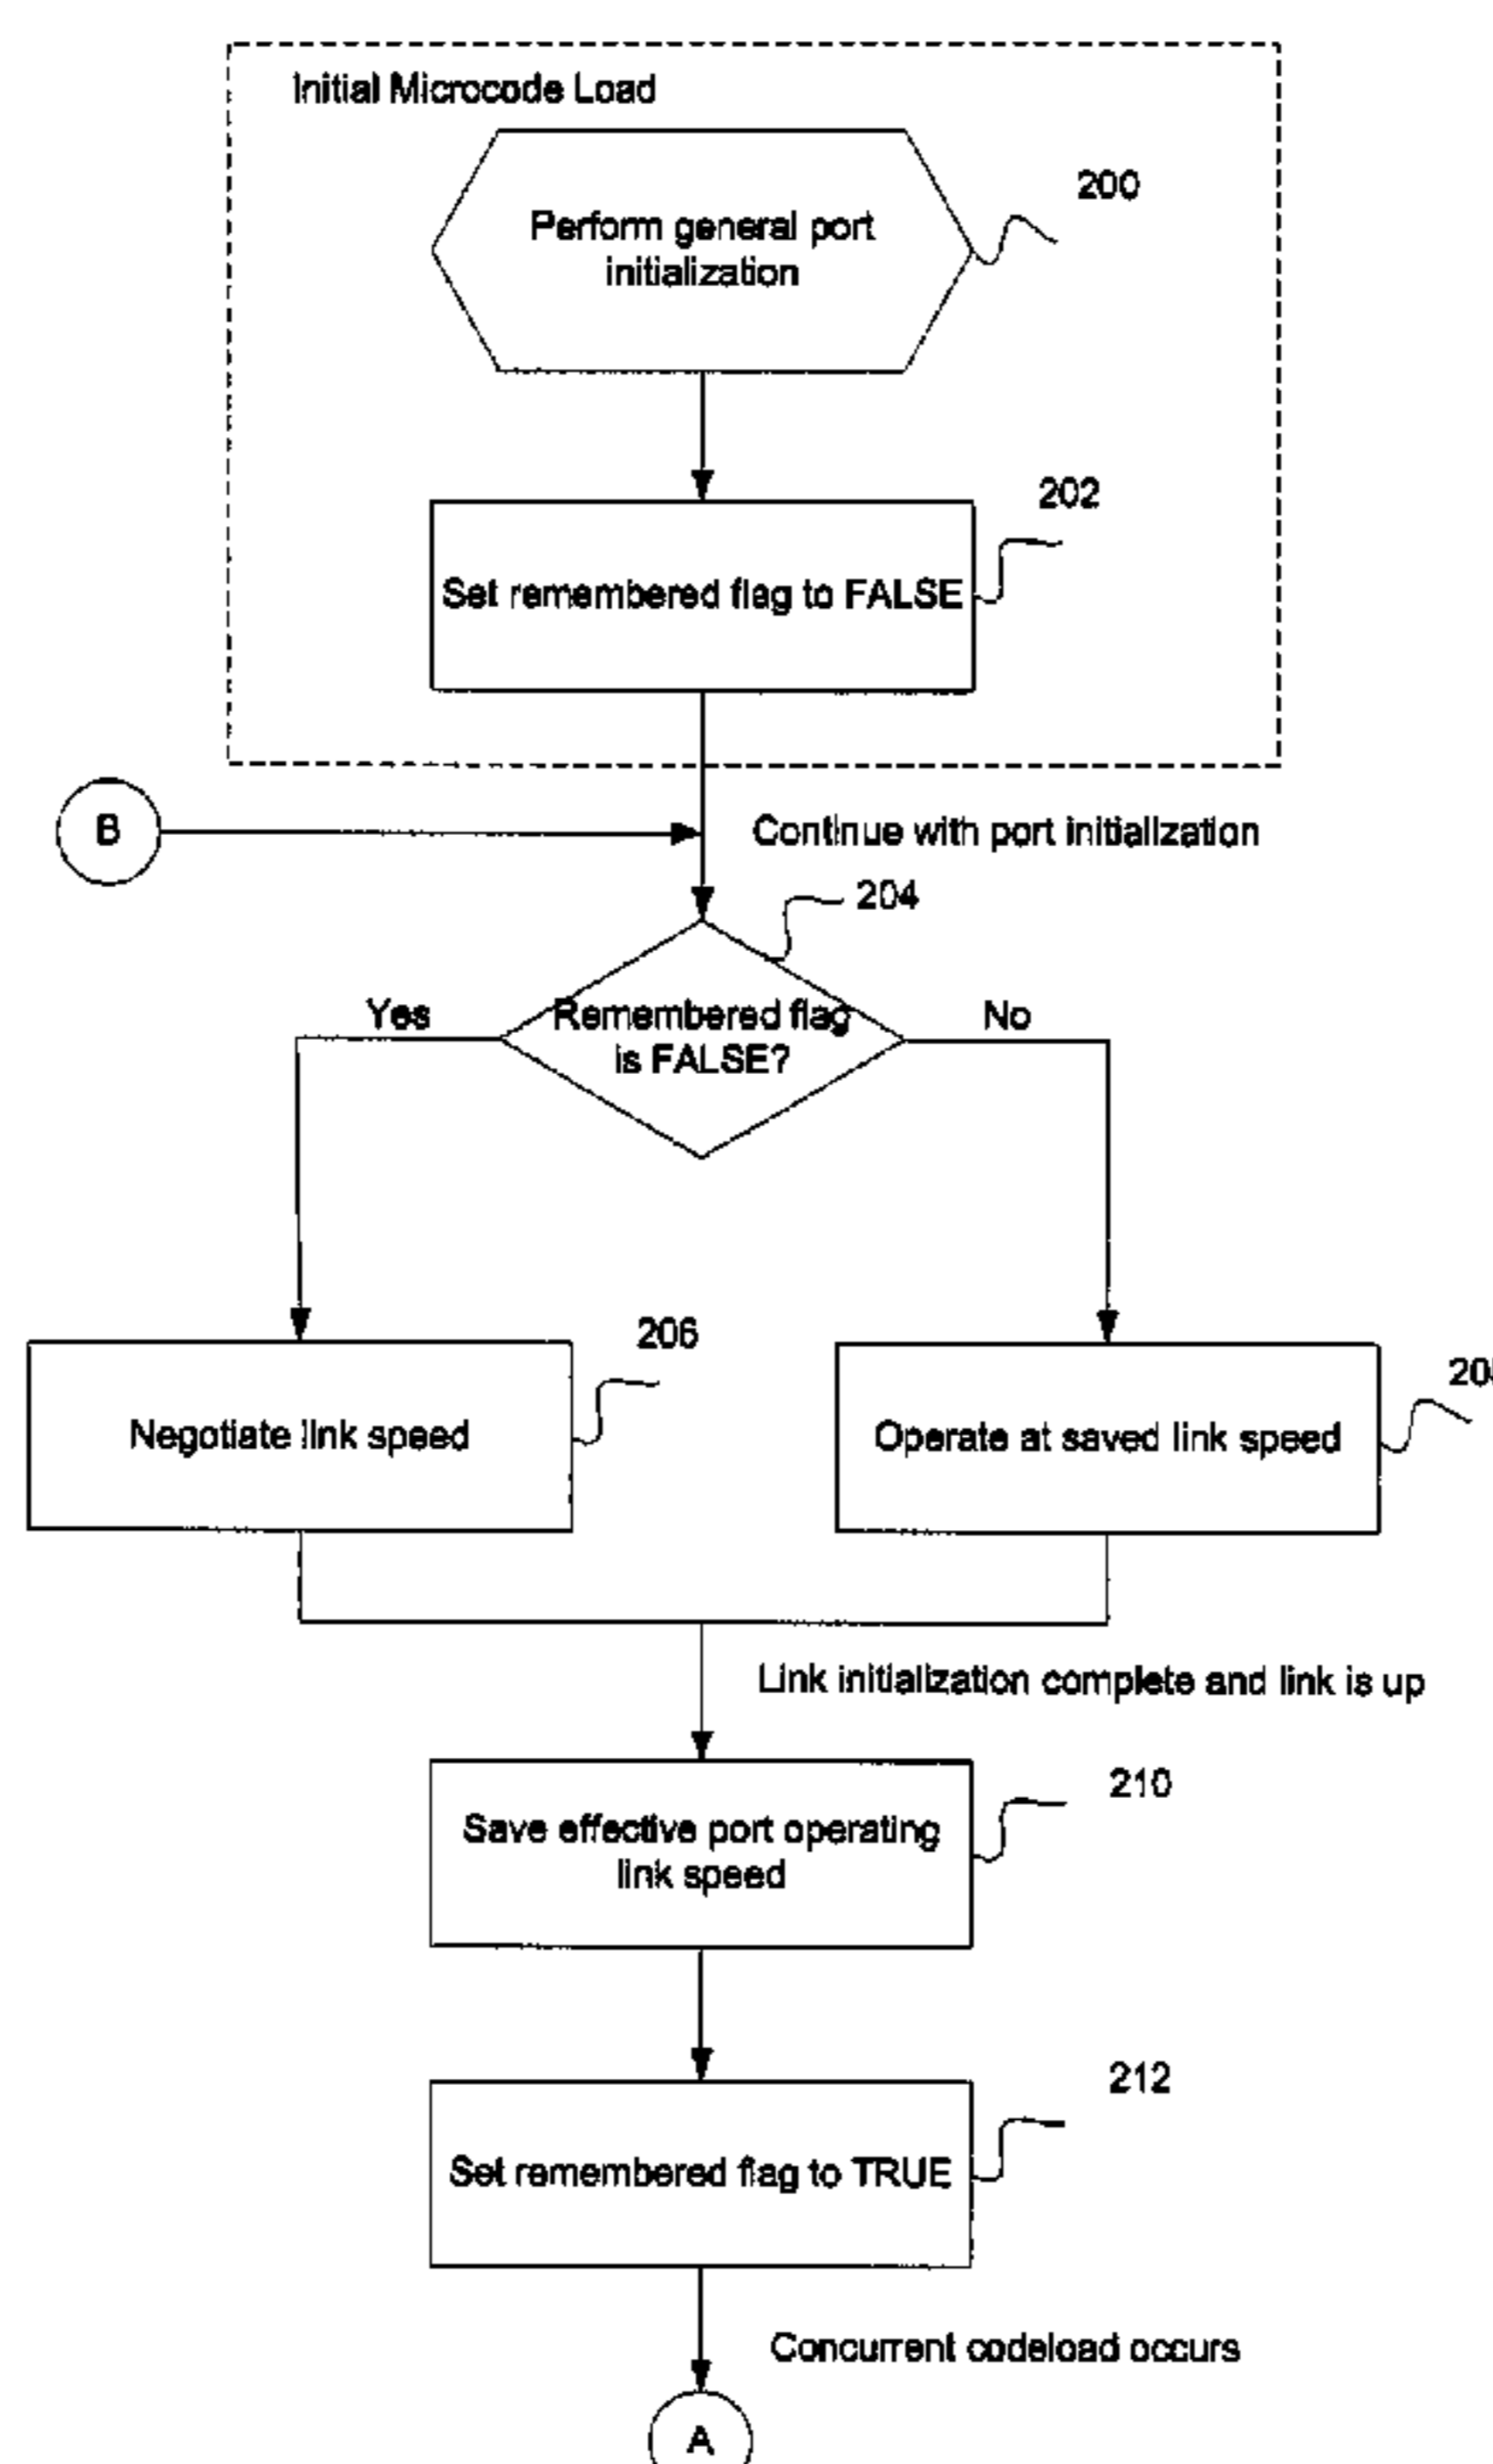 Initial Microcode Load
200
Perform general port
initialization
202
Set remembered flag to FALSE
B
Continue with port initialization
204
Yes
Remembered flag
is FALSE?
No
206
Negotiate link speed
Operate at saved link speed
Link initialization complete and link is up
210
Save effective port operating
link speed
212
Set remembered flag to TRUE
Concurrent codeload occurs
A